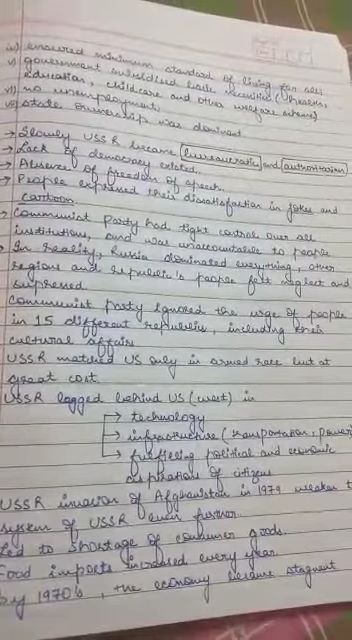 iv) ensured minimum standard of living for all.
v) government subsidised basic necessities (health,
education, childcare and other welfare scheme)
vi) no unemployment
vii) state ownership was dominant
→ Slowly USSR became bureaucratic and authoritarian
→ Lack of democracy existed.
→ Absence of freedom of speech.
→ People expressed their dissatisfaction in jokes and
cartoon
→ Communist party had tight control over all
institutions, and was unaccountable to people
→ In reality, Russia dominated everything, other
regions and republic's people felt neglect and
supressed
Communist party ignored the urge of people
in 15 different republics, including their
cultural affairs
USSR matched US only in armed race but at
great cost.
USSR lagged behind US (west) in
→ technology
→ infrastructure (transportation, power)
→ fulfilling political and economic
aspiration of citizens
USSR invasion of Afghanistan in 1979 weaken t
system of USSR even further.
Led to shortage of consumer goods.
Food imports increased every year
By 1970's, the economy became stagnent